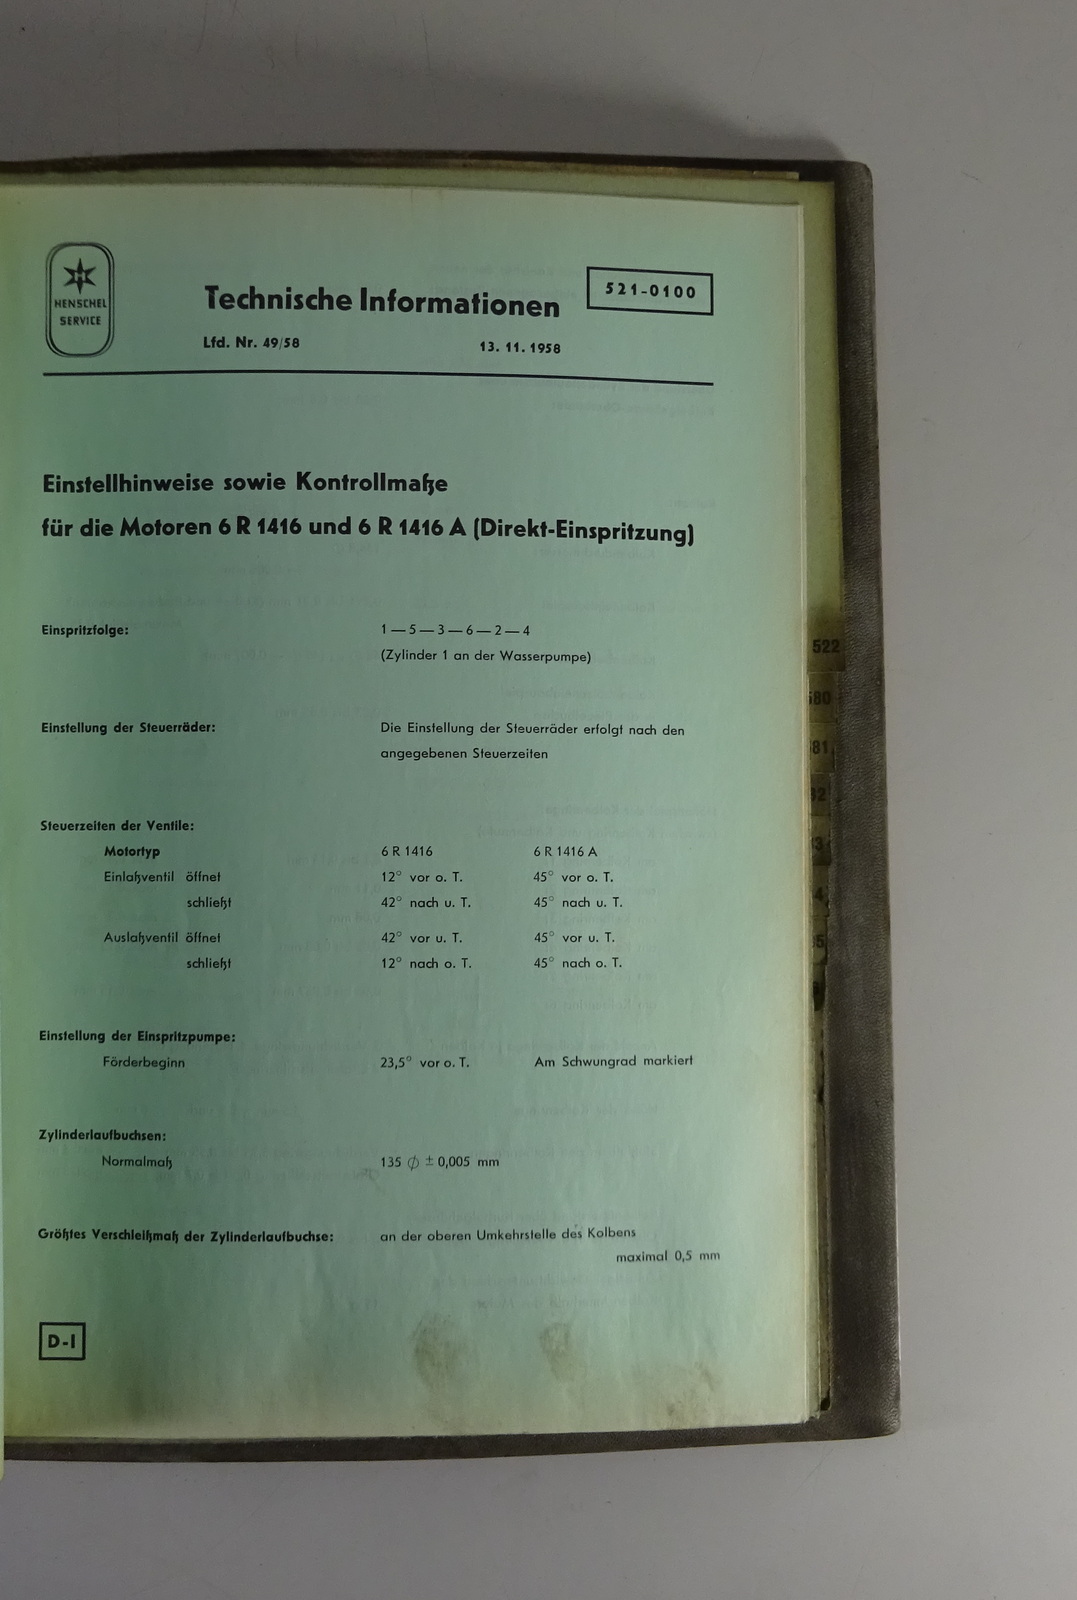 HENSCHEL
SERVICE
Technische Informationen
521-0100
Lfd. Nr. 49/58
13. 11. 1958
Einstellhinweise sowie Kontrollmaße
für die Motoren 6 R 1416 und 6 R 1416 A (Direkt-Einspritzung)
Einspritzfolge: 1 — 5 — 3 — 6 — 2 — 4
(Zylinder 1 an der Wasserpumpe)
Einstellung der Steuerräder: Die Einstellung der Steuerräder erfolgt nach den
angegebenen Steuerzeiten
Steuerzeiten der Ventile:
Motortyp 6 R 1416 6 R 1416 A
Einlaßventil öffnet 12° vor o. T. 45° vor o. T.
schließt 42° nach u. T. 45° nach u. T.
Auslaßventil öffnet 42° vor u. T. 45° vor u. T.
schließt 12° nach o. T. 45° nach o. T.
Einstellung der Einspritzpumpe:
Förderbeginn 23,5° vor o. T. Am Schwungrad markiert
Zylinderlaufbuchsen:
Normalmaß 135 ∅ ± 0,005 mm
Größtes Verschleißmaß der Zylinderlaufbuchse: an der oberen Umkehrstelle des Kolbens
maximal 0,5 mm
D-I
522